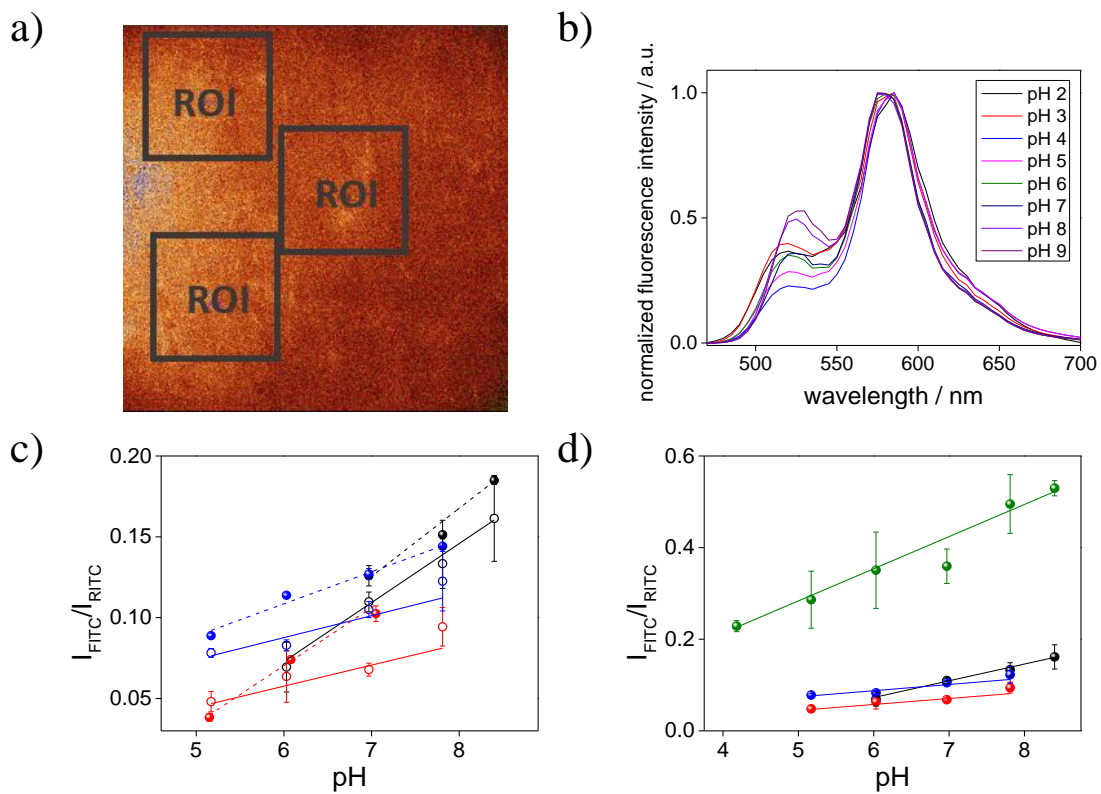 a)
ROI
ROI
ROI
b)
normalized fluorescence intensity / a.u.
1.0
0.5
0.0
500
550
600
650
700
wavelength / nm
pH 2
pH 3
pH 4
pH 5
pH 6
pH 7
pH 8
pH 9
c)
I_FITC/I_RITC
0.20
0.15
0.10
0.05
5
6
7
8
pH
d)
I_FITC/I_RITC
0.6
0.4
0.2
0.0
4
5
6
7
8
pH